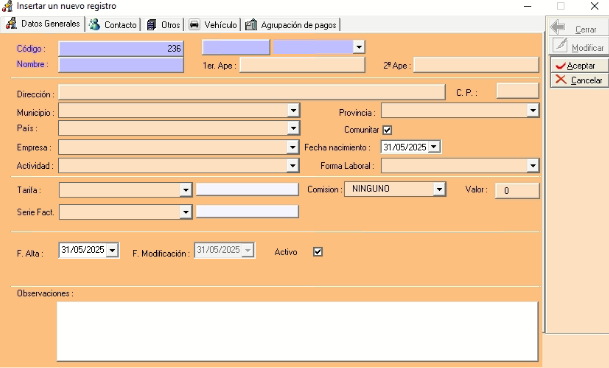 Insertar un nuevo registro
Datos Generales Contacto Otros Vehículo Agrupación de pagos
Cerrar
Modificar
Aceptar
Cancelar
Código : 236
Nombre : 1er. Ape : 2º Ape :
Dirección : C. P. :
Municipio : Provincia :
País : Comunitar
Empresa : Fecha nacimiento : 31/05/2025
Actividad : Forma Laboral :
Tarifa : Comision : NINGUNO Valor : 0
Serie Fact.
F. Alta : 31/05/2025 F. Modificación : 31/05/2025 Activo
Observaciones :